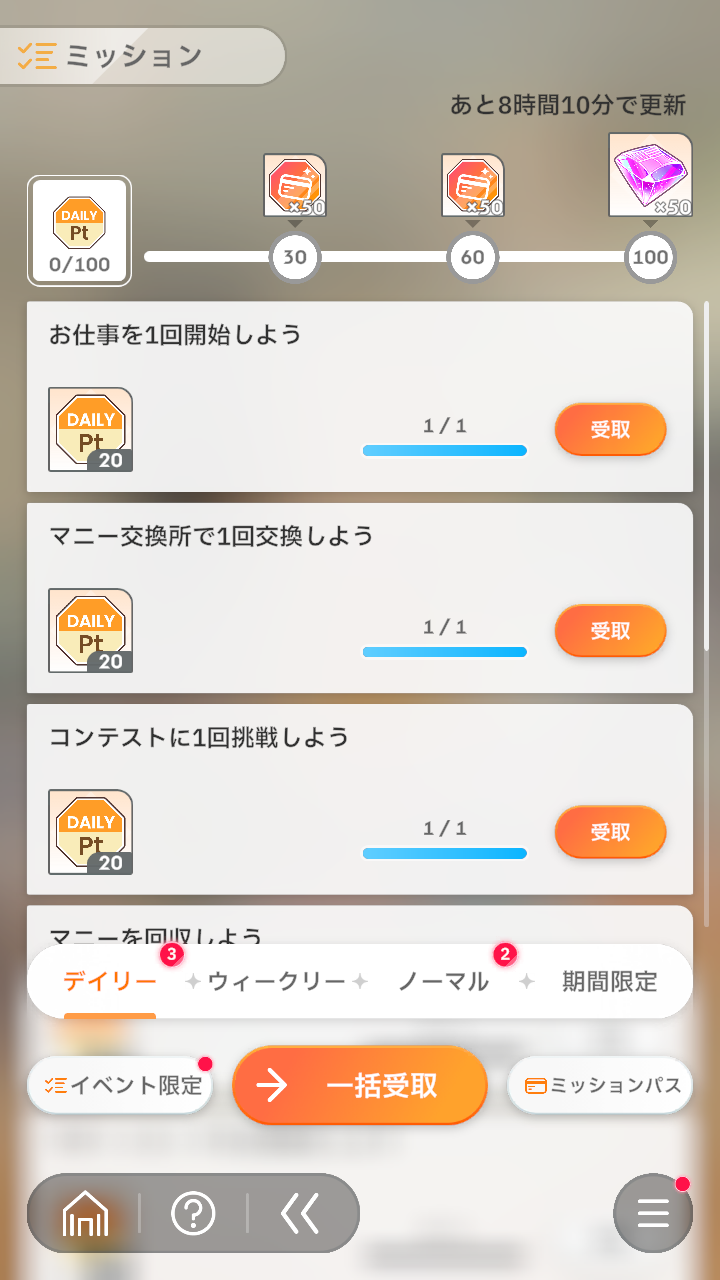 ミッション
あと8時間10分で更新
×50
×50
×50
DAILY
Pt
0/100
30
60
100
お仕事を1回開始しよう
DAILY
Pt
20
1/1
受取
マニー交換所で1回交換しよう
DAILY
Pt
20
1/1
受取
コンテストに1回挑戦しよう
DAILY
Pt
20
1/1
受取
マニーを回収しよう
3
2
デイリー
ウィークリー
ノーマル
期間限定
イベント限定
一括受取
ミッションパス
?